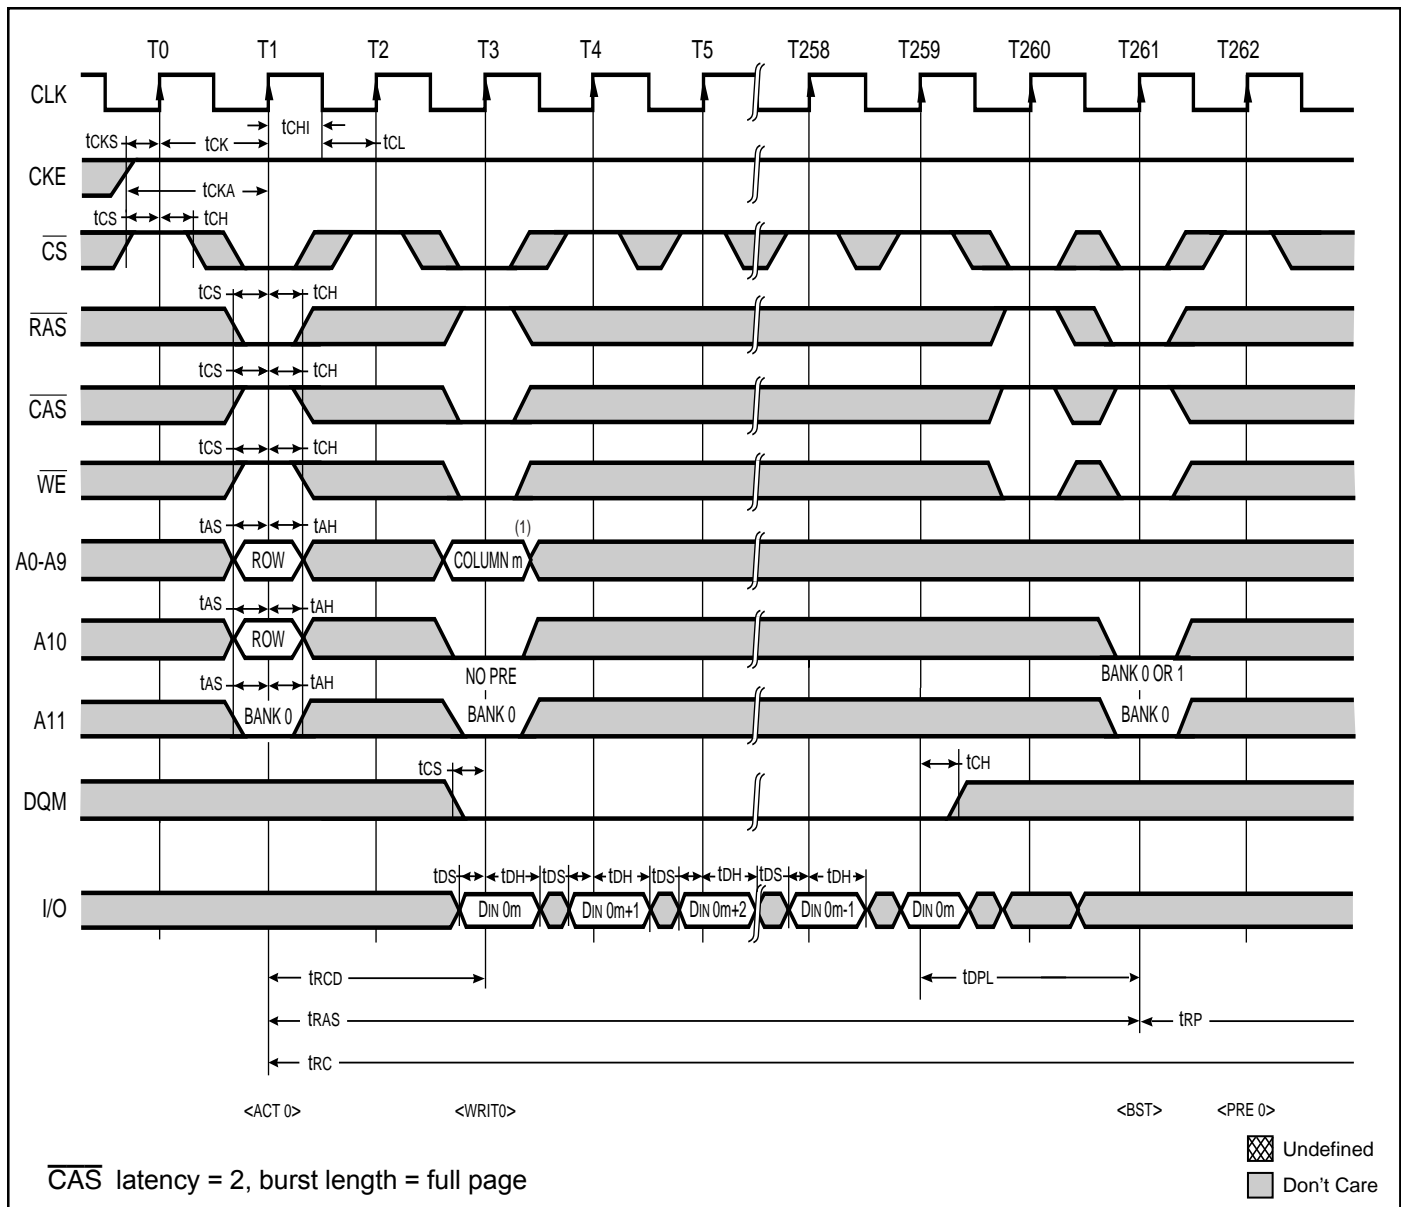 T0 T1 T2 T3 T4 T5 T258 T259 T260 T261 T262
CLK
tCHI
tCKS tCK tCL
CKE
tCKA
tCS tCH
CS
tCS tCH
RAS
tCS tCH
CAS
tCS tCH
WE
tAS tAH (1)
A0-A9 ROW COLUMN m
tAS tAH
A10 ROW
NO PRE BANK 0 OR 1
tAS tAH
A11 BANK 0 BANK 0 BANK 0
tCS tCH
DQM
tDS tDH tDS tDH tDS tDH tDS tDH
I/O DIN 0m DIN 0m+1 DIN 0m+2 DIN 0m-1 DIN 0m
tRCD tDPL
tRAS tRP
tRC
<ACT 0> <WRIT0> <BST> <PRE 0>
Undefined
CAS latency = 2, burst length = full page
Don't Care